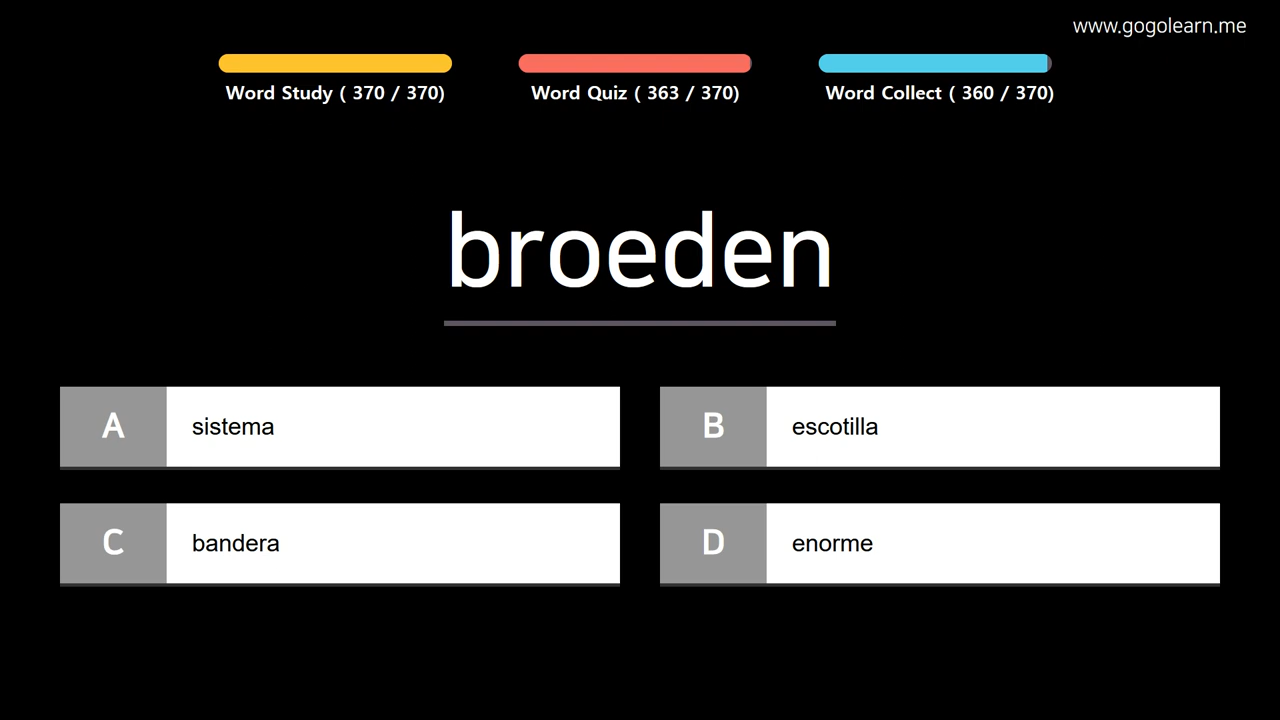 www.gogolearn.me
Word Study ( 370 / 370)
Word Quiz ( 363 / 370)
Word Collect ( 360 / 370)
broeden
A sistema
B escotilla
C bandera
D enorme